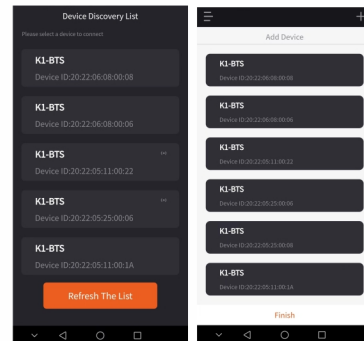 Device Discovery List
Please select a device to connect
K1-BTS
Device ID:20:22:06:08:00:08
K1-BTS
Device ID:20:22:06:08:00:06
K1-BTS
Device ID:20:22:05:11:00:22
K1-BTS
Device ID:20:22:05:25:00:06
K1-BTS
Device ID:20:22:05:11:00:1A
Refresh The List
Add Device
K1-BTS
Device ID:20:22:06:08:00:08
K1-BTS
Device ID:20:22:06:08:00:06
K1-BTS
Device ID:20:22:05:11:00:22
K1-BTS
Device ID:20:22:05:25:00:06
K1-BTS
Device ID:20:22:05:25:00:08
K1-BTS
Device ID:20:22:05:11:00:1A
Finish